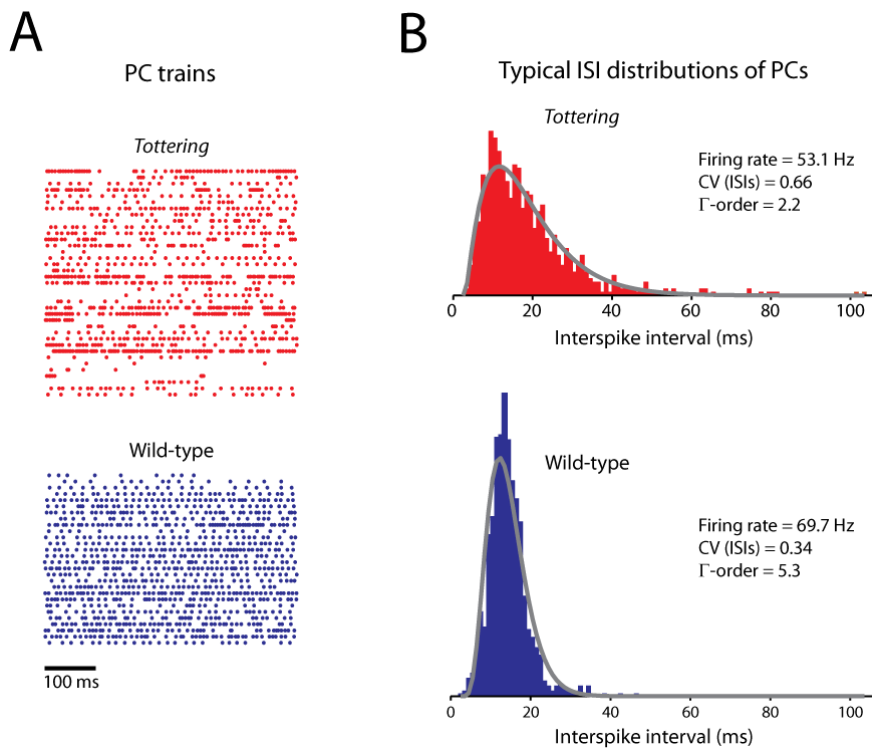 A
PC trains
Tottering
Wild-type
100 ms
B
Typical ISI distributions of PCs
Tottering
Firing rate = 53.1 Hz
CV (ISIs) = 0.66
Γ-order = 2.2
0 20 40 60 80 100
Interspike interval (ms)
Wild-type
Firing rate = 69.7 Hz
CV (ISIs) = 0.34
Γ-order = 5.3
0 20 40 60 80 100
Interspike interval (ms)